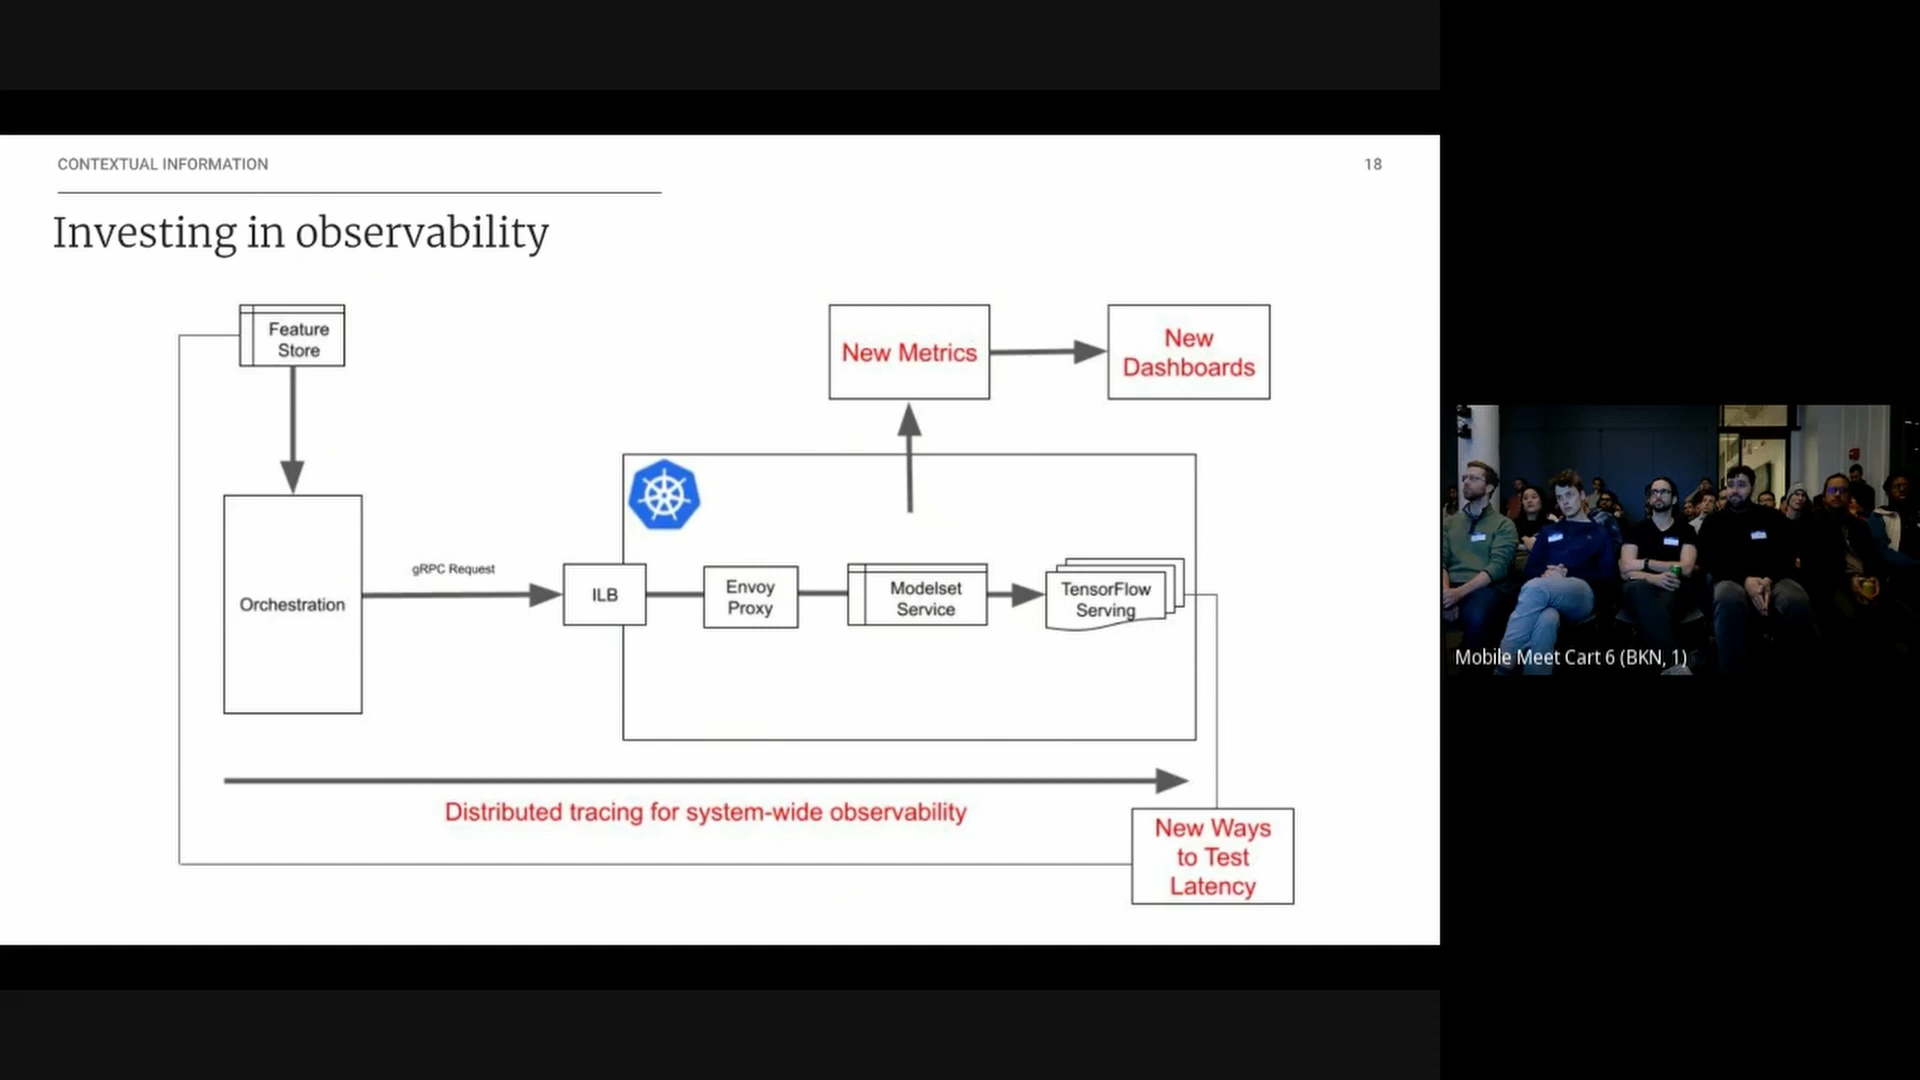 CONTEXTUAL INFORMATION
18
Investing in observability
Feature
Store
New Metrics
New
Dashboards
gRPC Request
Orchestration
ILB
Envoy
Proxy
Modelset
Service
TensorFlow
Serving
Distributed tracing for system-wide observability
New Ways
to Test
Latency
Mobile Meet Cart 6 (BKN, 1)